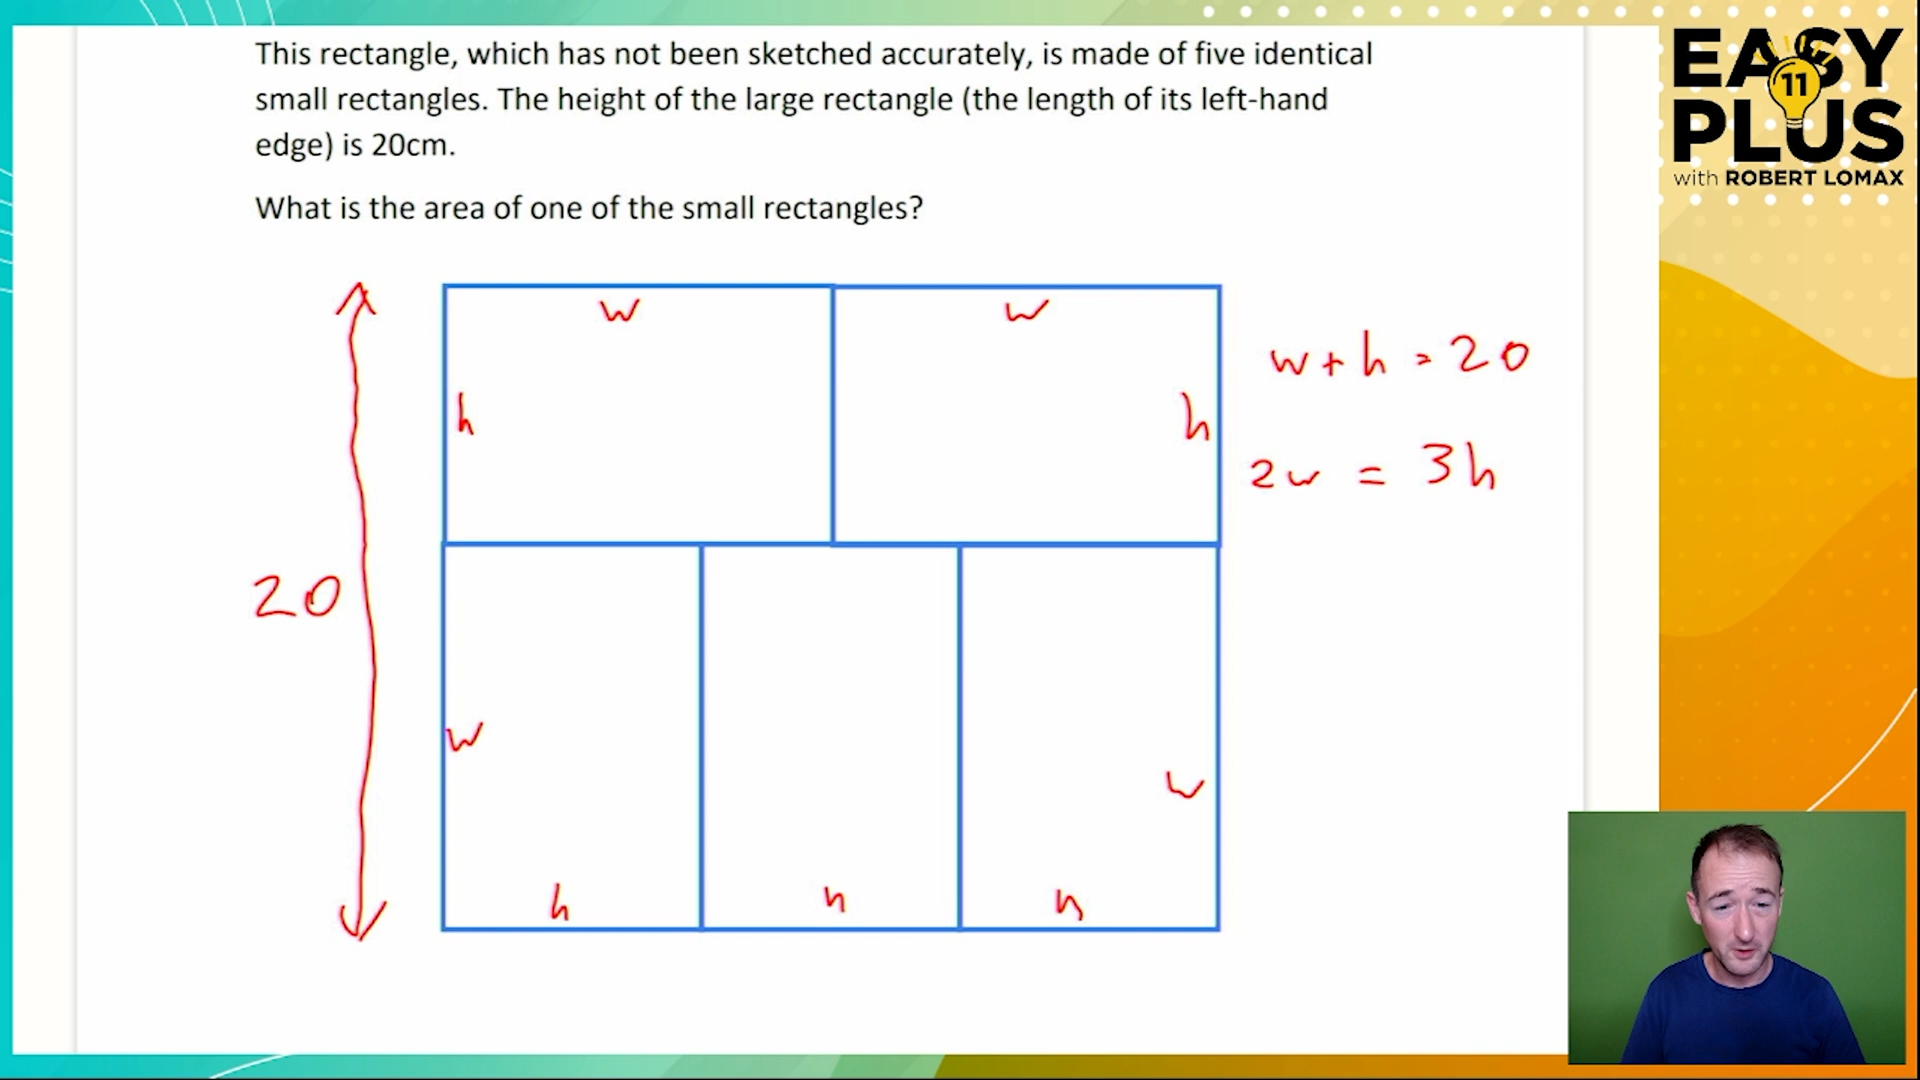 This rectangle, which has not been sketched accurately, is made of five identical
small rectangles. The height of the large rectangle (the length of its left-hand
edge) is 20cm.
What is the area of one of the small rectangles?
EASY
11
PLUS
with ROBERT LOMAX
w w
h h
w + h = 20
2w = 3h
20
w w
h h h